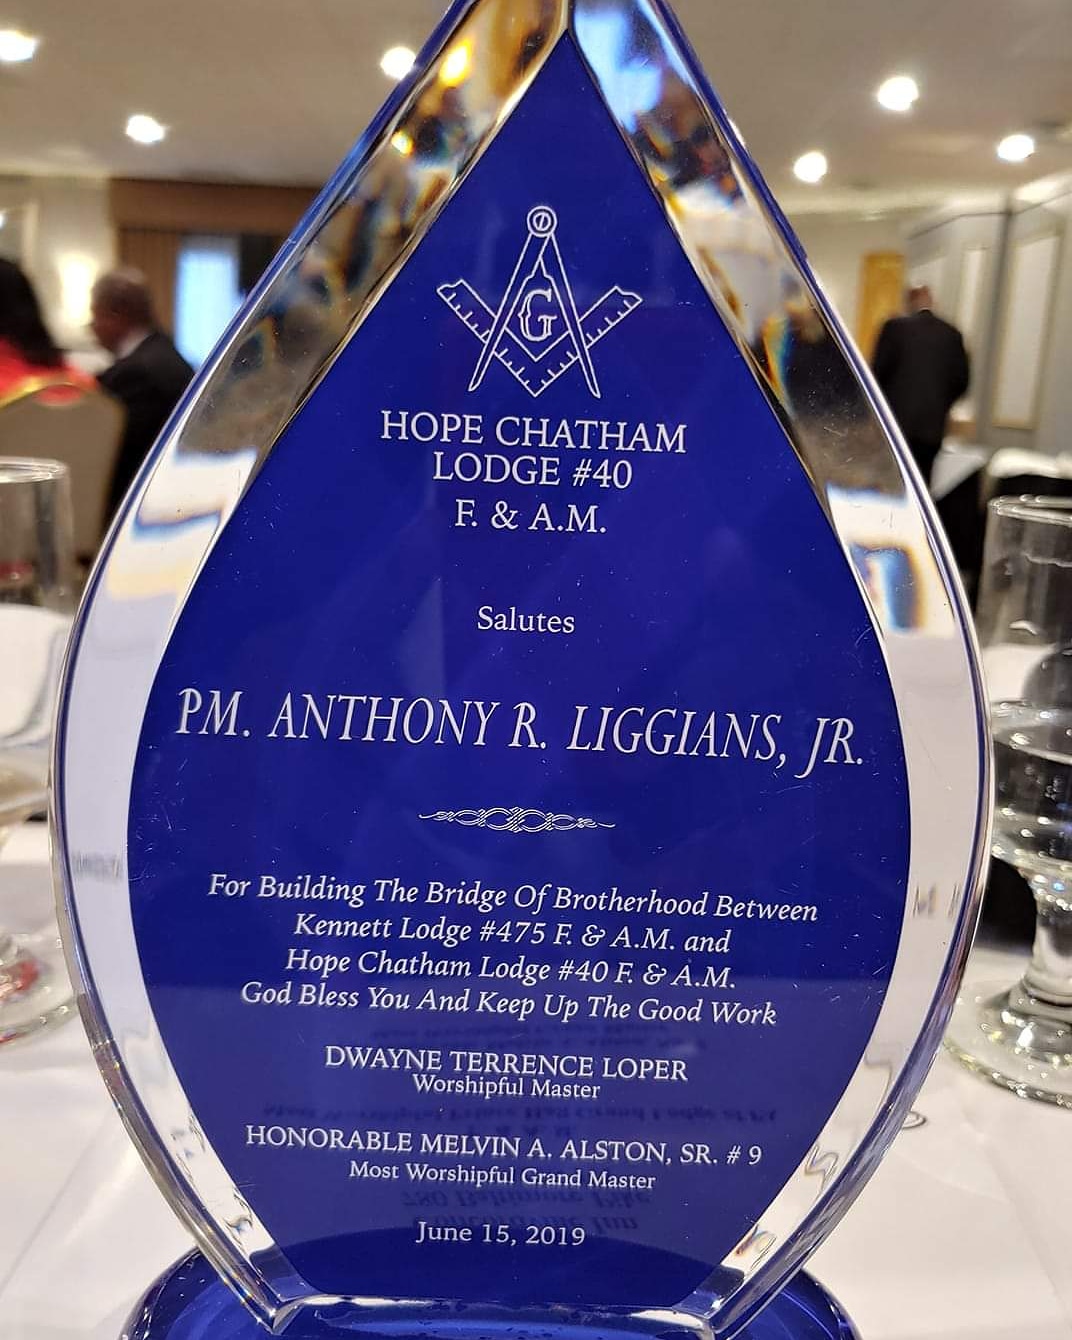 G
HOPE CHATHAM
LODGE #40
F. & A.M.
Salutes
PM. ANTHONY R. LIGGIANS, JR.
For Building The Bridge Of Brotherhood Between
Kennett Lodge #475 F. & A.M. and
Hope Chatham Lodge #40 F. & A.M.
God Bless You And Keep Up The Good Work
DWAYNE TERRENCE LOPER
Worshipful Master
HONORABLE MELVIN A. ALSTON, SR. # 9
Most Worshipful Grand Master
June 15, 2019